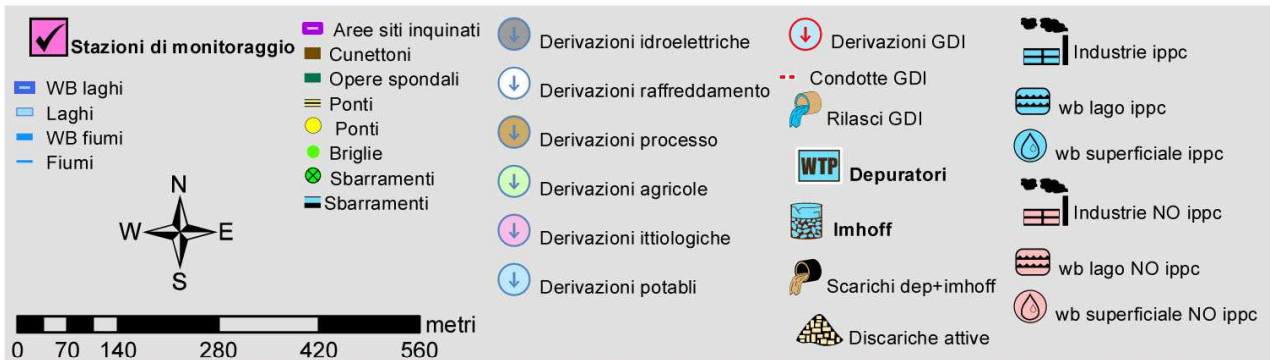 Stazioni di monitoraggio
WB laghi
Laghi
WB fiumi
Fiumi
N
W
E
S
metri
0 70 140 280 420 560
Aree siti inquinati
Cunettoni
Opere spondali
Ponti
Ponti
Briglie
Sbarramenti
Sbarramenti
Derivazioni idroelettriche
Derivazioni raffreddamento
Derivazioni processo
Derivazioni agricole
Derivazioni ittiologiche
Derivazioni potabli
Derivazioni GDI
Condotte GDI
Rilasci GDI
WTP Depuratori
Imhoff
Scarichi dep+imhoff
Discariche attive
Industrie ippc
wb lago ippc
wb superficiale ippc
Industrie NO ippc
wb lago NO ippc
wb superficiale NO ippc